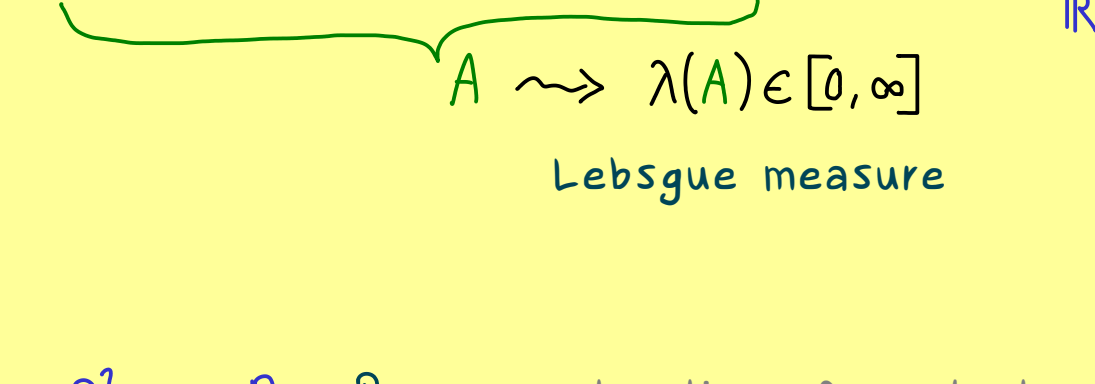 ℝ
A ⇝ λ(A) ∈ [0, ∞]
Lebsgue measure